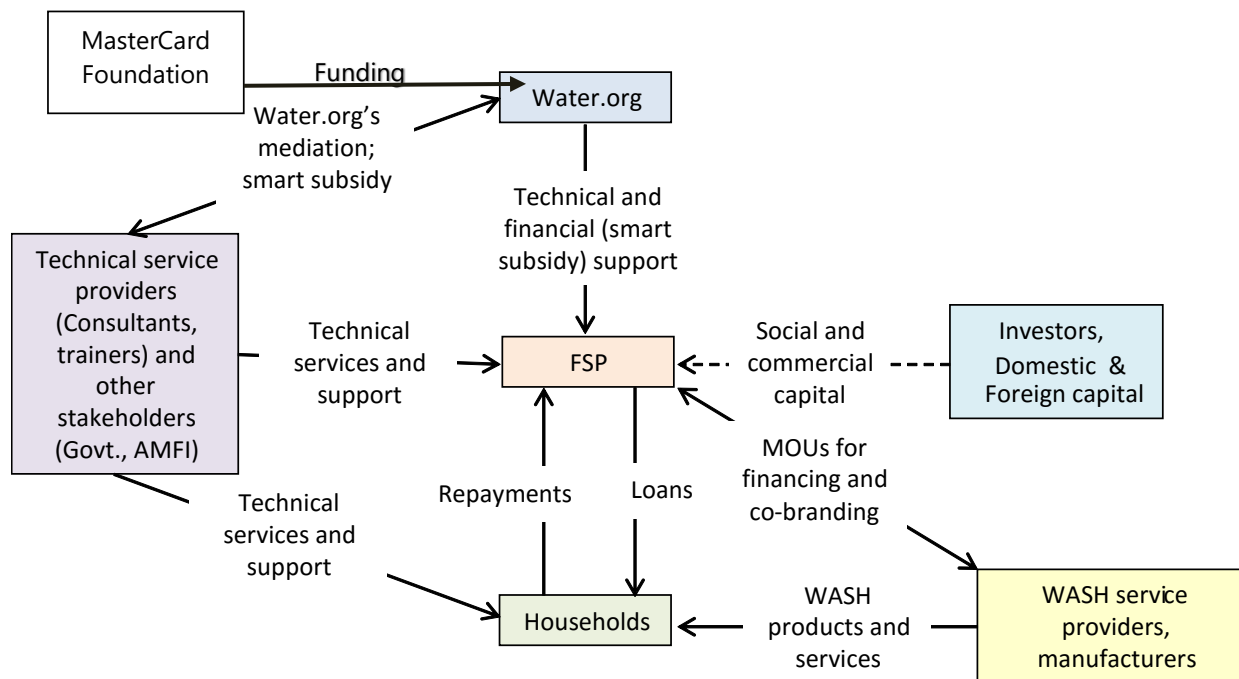 MasterCard
Foundation
Funding
Water.org
Water.org's
mediation;
smart subsidy
Technical and
financial (smart
subsidy) support
Technical service
providers
(Consultants,
trainers) and
other
stakeholders
(Govt., AMFI)
Technical
services and
support
FSP
Social and
commercial
capital
Investors,
Domestic &
Foreign capital
MOUs for
financing and
co-branding
Repayments
Loans
Technical
services and
support
Households
WASH
products and
services
WASH service
providers,
manufacturers